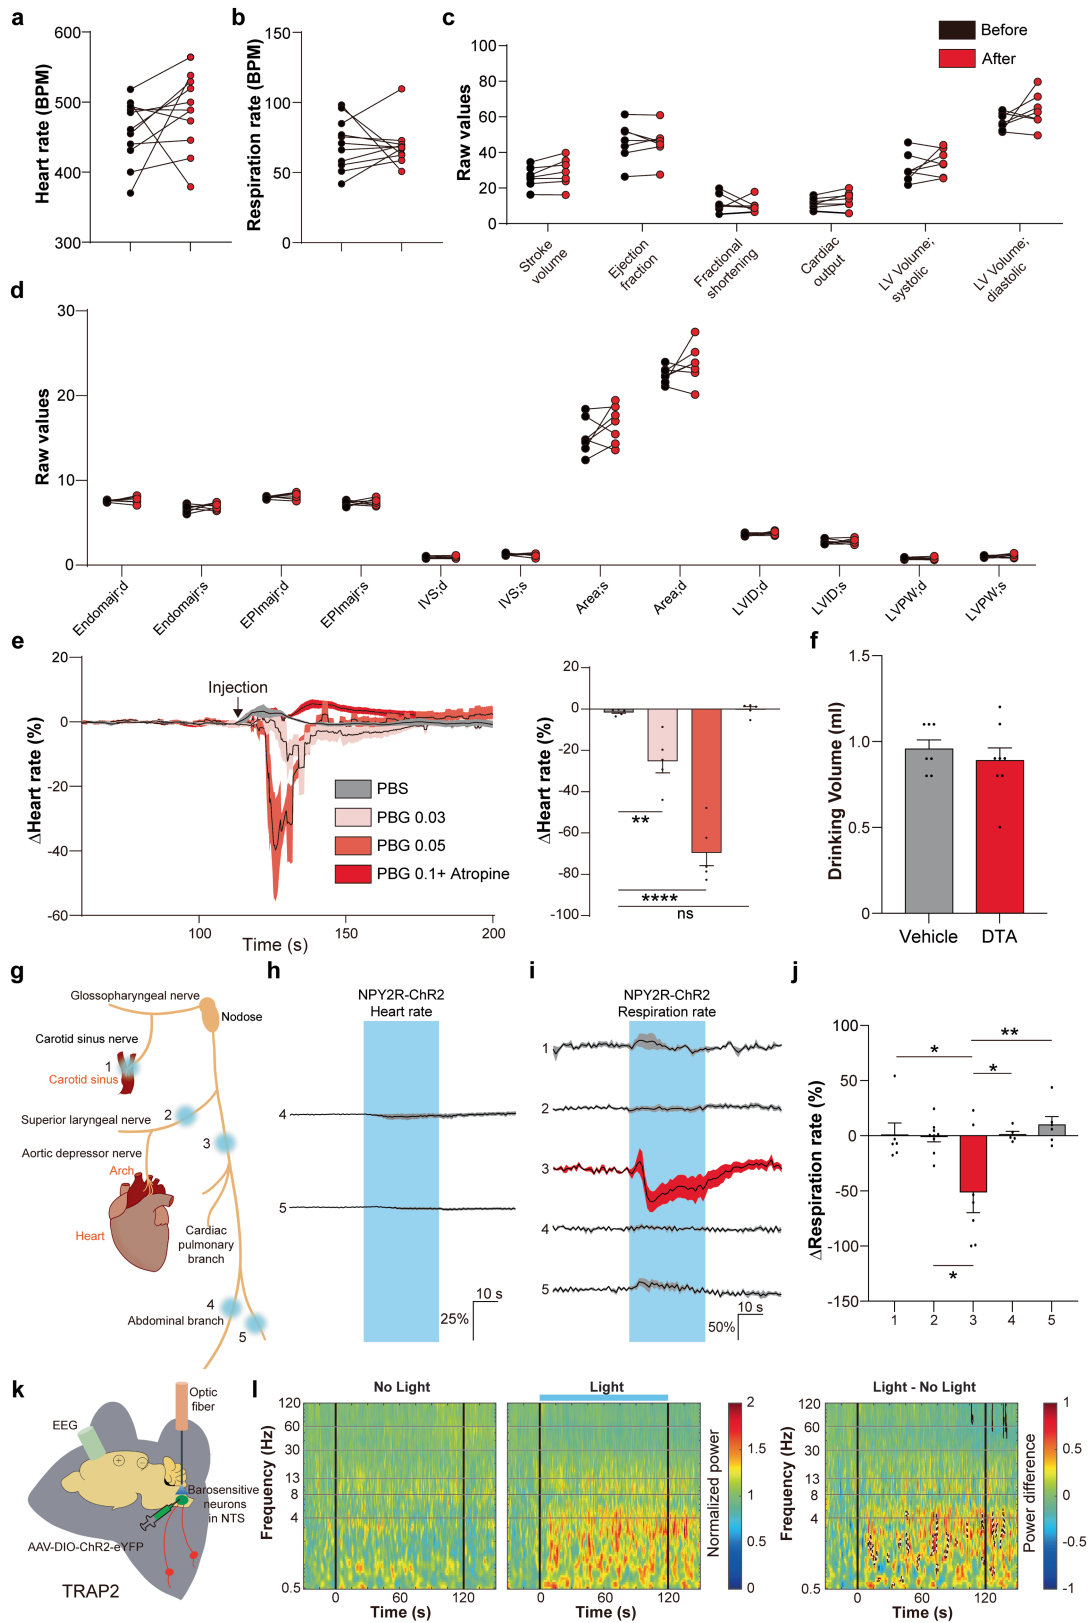 a
Heart rate (BPM)
600
500
400
300
b
Respiration rate (BPM)
150
100
50
0
c
Before
After
Raw values
100
80
60
40
20
0
Stroke
volume
Ejection
fraction
Fractional
shortening
Cardiac
output
LV Volume;
systolic
LV Volume;
diastolic
d
Raw values
30
20
10
0
Endomajr;d
Endomajr;s
EPImajr;d
EPImajr;s
IVS;d
IVS;s
Area;s
Area;d
LVID;d
LVID;s
LVPW;d
LVPW;s
e
ΔHeart rate (%)
20
0
-20
-40
-60
Injection
PBS
PBG 0.03
PBG 0.05
PBG 0.1+ Atropine
100
150
200
Time (s)
ΔHeart rate (%)
20
0
-20
-40
-60
-80
-100
**
****
ns
f
Drinking Volume (ml)
1.5
1.0
0.5
0
Vehicle
DTA
g
Glossopharyngeal nerve
Nodose
Carotid sinus nerve
1
Carotid sinus
2
Superior laryngeal nerve
3
Aortic depressor nerve
Arch
Heart
Cardiac
pulmonary
branch
4
Abdominal branch
5
h
NPY2R-ChR2
Heart rate
4
5
10 s
25%
i
NPY2R-ChR2
Respiration rate
1
2
3
4
5
10 s
50%
j
ΔRespiration rate (%)
100
50
0
-50
-100
-150
*
**
*
*
1
2
3
4
5
k
EEG
Optic
fiber
Barosensitive
neurons
in NTS
AAV-DIO-ChR2-eYFP
TRAP2
l
No Light
Light
Light - No Light
Frequency (Hz)
120
60
30
13
8
4
0.5
0
60
120
Time (s)
0
60
120
Time (s)
2
1.5
1
0.5
0
Normalized power
Frequency (Hz)
120
60
30
13
8
4
0.5
0
60
120
Time (s)
1
0.5
0
-0.5
-1
Power difference